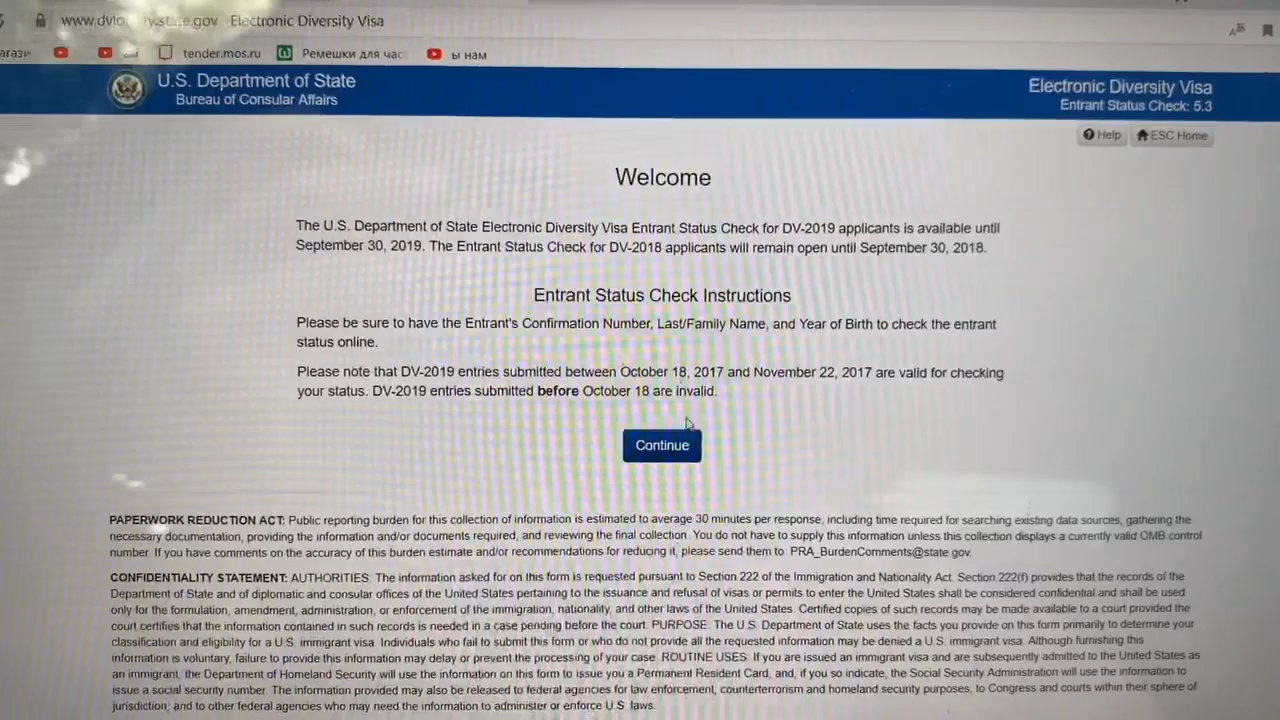 www.dvlo y.state.gov Electronic Diversity Visa
tender.mos.ru Ремешки для час ы нам
U.S. Department of State
Bureau of Consular Affairs
Electronic Diversity Visa
Entrant Status Check: 5.3
Help ESC Home
Welcome
The U.S. Department of State Electronic Diversity Visa Entrant Status Check for DV-2019 applicants is available until
September 30, 2019. The Entrant Status Check for DV-2018 applicants will remain open until September 30, 2018.
Entrant Status Check Instructions
Please be sure to have the Entrant's Confirmation Number, Last/Family Name, and Year of Birth to check the entrant
status online.
Please note that DV-2019 entries submitted between October 18, 2017 and November 22, 2017 are valid for checking
your status. DV-2019 entries submitted before October 18 are invalid.
Continue
PAPERWORK REDUCTION ACT: Public reporting burden for this collection of information is estimated to average 30 minutes per response, including time required for searching existing data sources, gathering the
necessary documentation, providing the information and/or documents required, and reviewing the final collection. You do not have to supply this information unless this collection displays a currently valid OMB control
number. If you have comments on the accuracy of this burden estimate and/or recommendations for reducing it, please send them to: PRA_BurdenComments@state.gov.
CONFIDENTIALITY STATEMENT: AUTHORITIES: The information asked for on this form is requested pursuant to Section 222 of the Immigration and Nationality Act. Section 222(f) provides that the records of the
Department of State and of diplomatic and consular offices of the United States pertaining to the issuance and refusal of visas or permits to enter the United States shall be considered confidential and shall be used
only for the formulation, amendment, administration, or enforcement of the immigration, nationality, and other laws of the United States. Certified copies of such records may be made available to a court provided the
court certifies that the information contained in such records is needed in a case pending before the court. PURPOSE: The U.S. Department of State uses the facts you provide on this form primarily to determine your
classification and eligibility for a U.S. immigrant visa. Individuals who fail to submit this form or who do not provide all the requested information may be denied a U.S. immigrant visa. Although furnishing this
information is voluntary, failure to provide this information may delay or prevent the processing of your case. ROUTINE USES: If you are issued an immigrant visa and are subsequently admitted to the United States as
an immigrant, the Department of Homeland Security will use the information on this form to issue you a Permanent Resident Card, and, if you so indicate, the Social Security Administration will use the information to
issue a social security number. The information provided may also be released to federal agencies for law enforcement, counterterrorism and homeland security purposes; to Congress and courts within their sphere of
jurisdiction; and to other federal agencies who may need the information to administer or enforce U.S. laws.